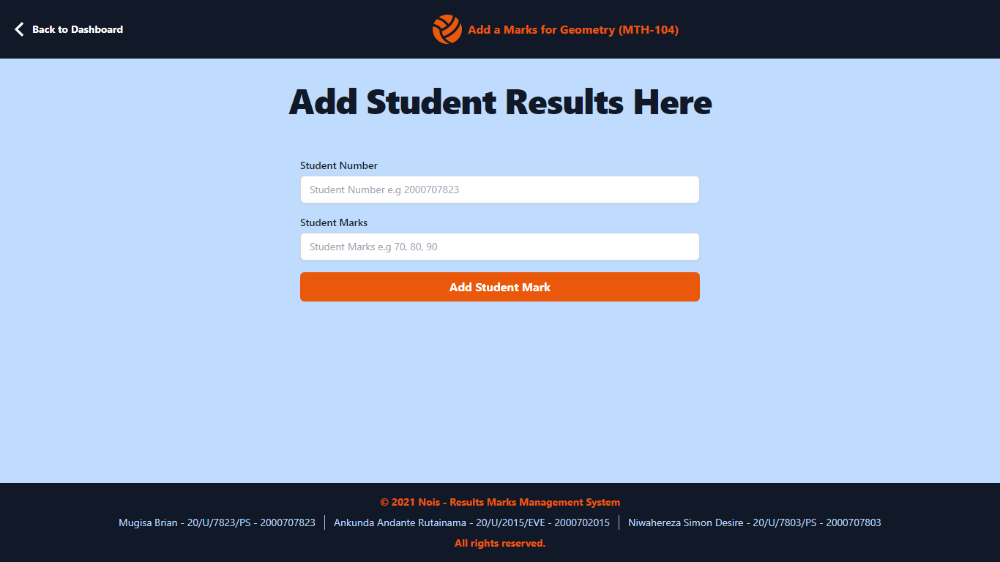 Back to Dashboard
Add a Marks for Geometry (MTH-104)
Add Student Results Here
Student Number
Student Number e.g 2000707823
Student Marks
Student Marks e.g 70, 80, 90
Add Student Mark
© 2021 Nois - Results Marks Management System
Mugisa Brian - 20/U/7823/PS - 2000707823 Ankunda Andante Rutainama - 20/U/2015/EVE - 2000702015 Niwahereza Simon Desire - 20/U/7803/PS - 2000707803
All rights reserved.